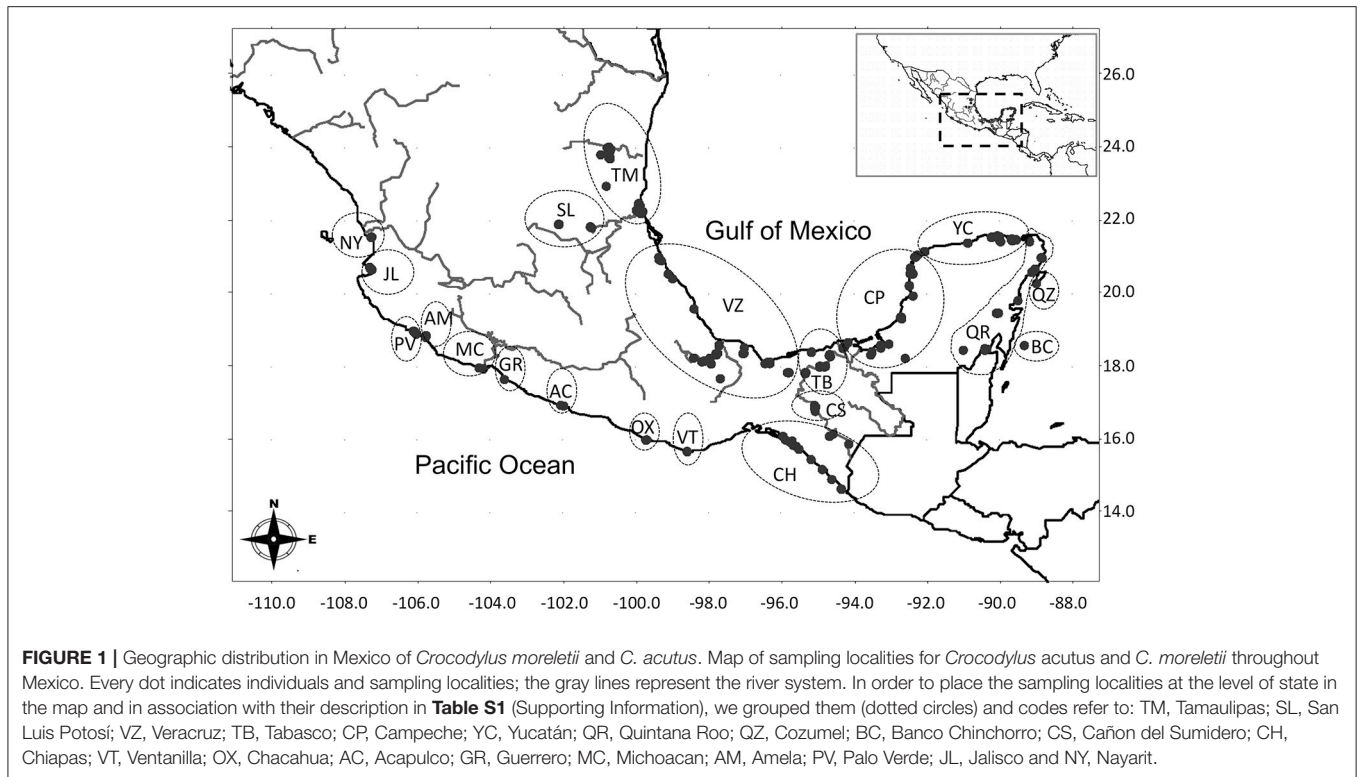 26.0
24.0
TM
SL
22.0
Gulf of Mexico
YC
NY
JL
20.0
VZ
CP
QZ
AM
QR
PV
MC
GR
BC
18.0
TB
AC
CS
OX
VT
16.0
Pacific Ocean
CH
14.0
N
E
-110.0 -108.0 -106.0 -104.0 -102.0 -100.0 -98.0 -96.0 -94.0 -92.0 -90.0 -88.0
FIGURE 1 | Geographic distribution in Mexico of Crocodylus moreletii and C. acutus. Map of sampling localities for Crocodylus acutus and C. moreletii throughout
Mexico. Every dot indicates individuals and sampling localities; the gray lines represent the river system. In order to place the sampling localities at the level of state in
the map and in association with their description in Table S1 (Supporting Information), we grouped them (dotted circles) and codes refer to: TM, Tamaulipas; SL, San
Luis Potosí; VZ, Veracruz; TB, Tabasco; CP, Campeche; YC, Yucatán; QR, Quintana Roo; QZ, Cozumel; BC, Banco Chinchorro; CS, Cañon del Sumidero; CH,
Chiapas; VT, Ventanilla; OX, Chacahua; AC, Acapulco; GR, Guerrero; MC, Michoacan; AM, Amela; PV, Palo Verde; JL, Jalisco and NY, Nayarit.